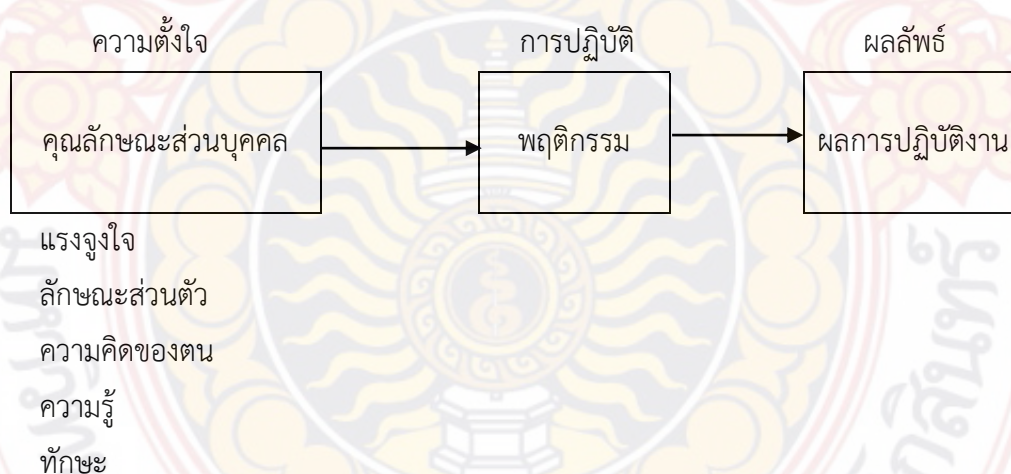 ความตั้งใจ การปฏิบัติ ผลลัพธ์
คุณลักษณะส่วนบุคคล พฤติกรรม ผลการปฏิบัติงาน
แรงจูงใจ
ลักษณะส่วนตัว
ความคิดของตน
ความรู้
ทักษะ